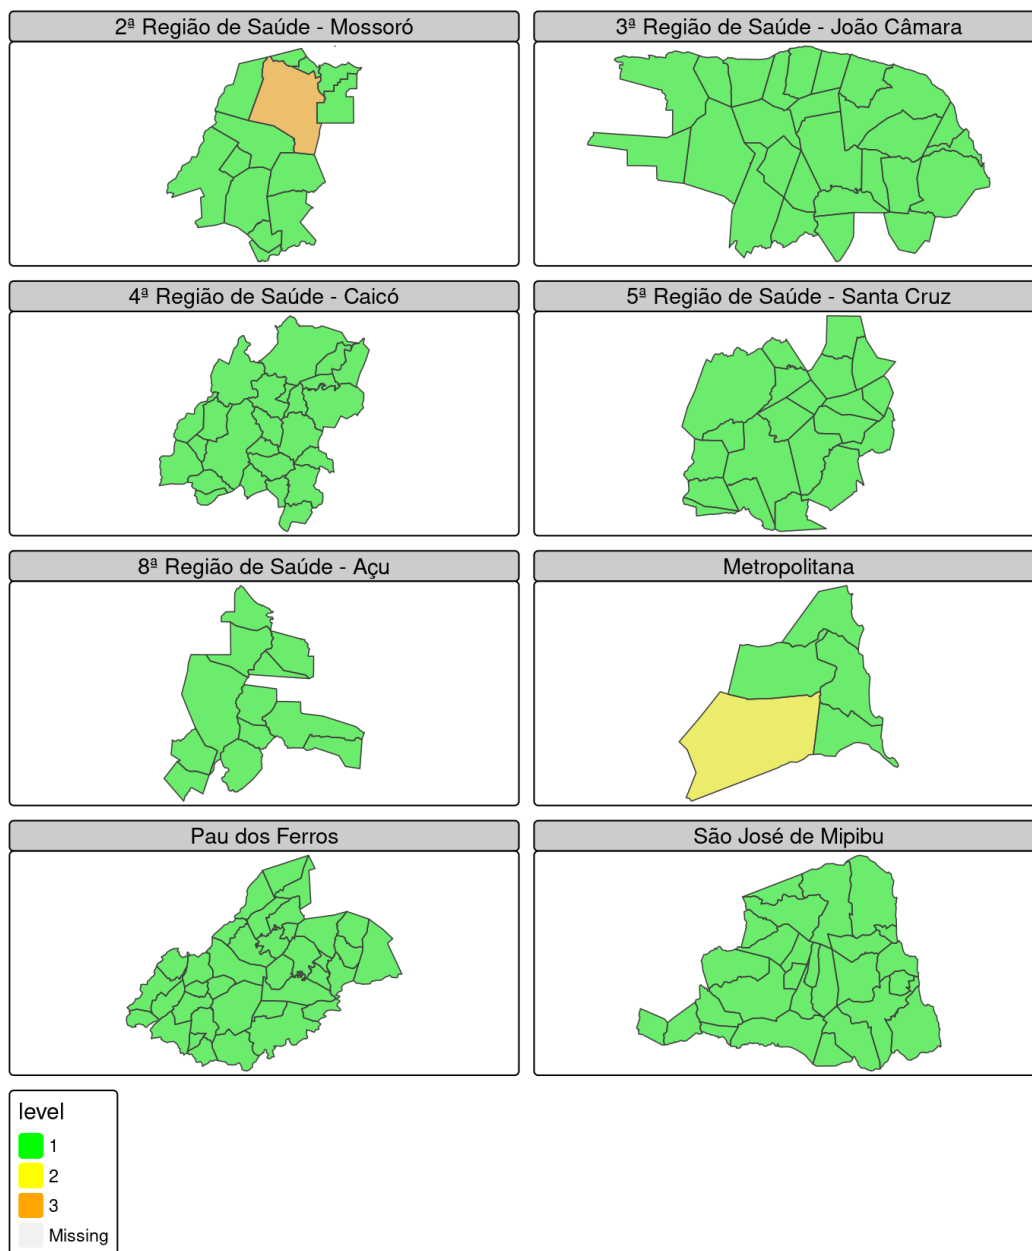 2ª Região de Saúde - Mossoró
3ª Região de Saúde - João Câmara
4ª Região de Saúde - Caicó
5ª Região de Saúde - Santa Cruz
8ª Região de Saúde - Açu
Metropolitana
Pau dos Ferros
São José de Mipibu
level
1
2
3
Missing